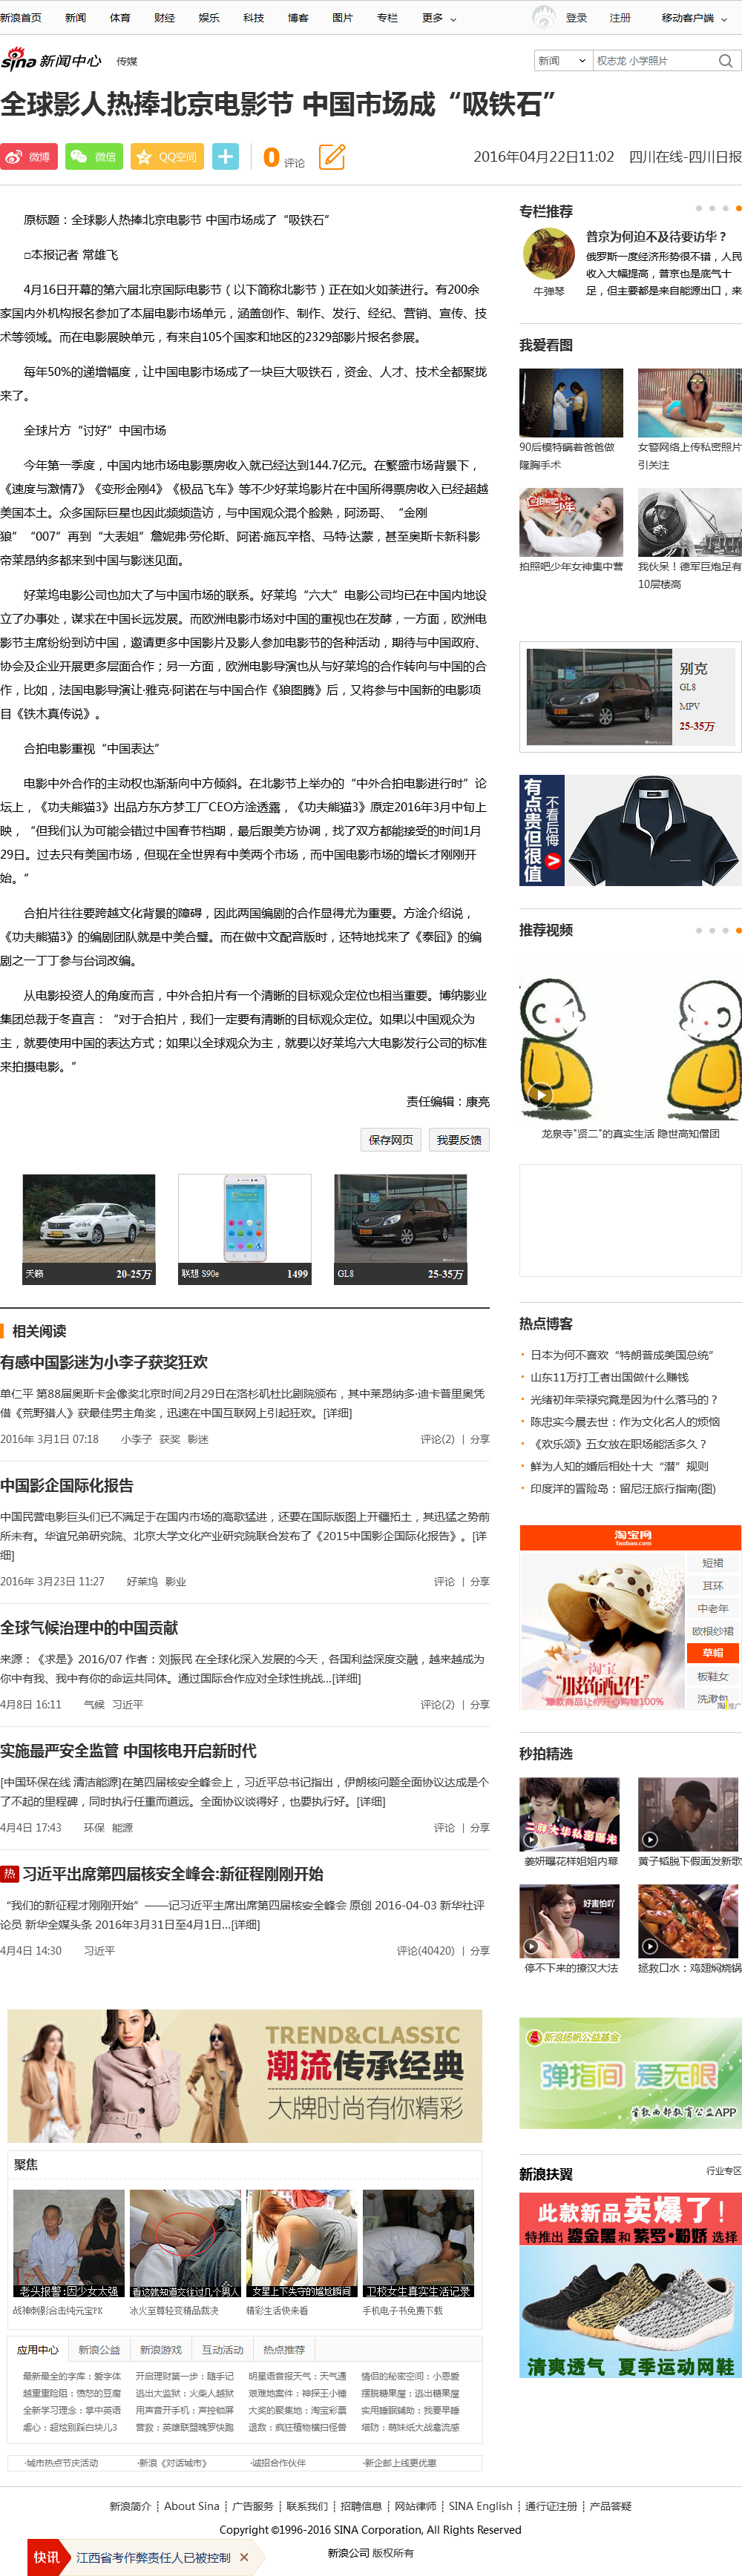 新浪首页 新闻 体育 财经 娱乐 科技 博客 图片 专栏 更多 登录 注册 移动客户端
sina 新闻中心 传媒 新闻 权志龙 小学照片
全球影人热捧北京电影节 中国市场成“吸铁石”
微博 微信 QQ空间 0 评论 2016年04月22日11:02 四川在线-四川日报
原标题：全球影人热捧北京电影节 中国市场成了“吸铁石”
□本报记者 常雄飞
4月16日开幕的第六届北京国际电影节（以下简称北影节）正在如火如荼进行。有200余
家国内外机构报名参加了本届电影市场单元，涵盖创作、制作、发行、经纪、营销、宣传、技
术等领域。而在电影展映单元，有来自105个国家和地区的2329部影片报名参展。
每年50%的递增幅度，让中国电影市场成了一块巨大吸铁石，资金、人才、技术全都聚拢
来了。
全球片方“讨好”中国市场
今年第一季度，中国内地市场电影票房收入就已经达到144.7亿元。在繁盛市场背景下，
《速度与激情7》《变形金刚4》《极品飞车》等不少好莱坞影片在中国所得票房收入已经超越
美国本土。众多国际巨星也因此频频造访，与中国观众混个脸熟，阿汤哥、“金刚
狼”“007”再到“大表姐”詹妮弗·劳伦斯、阿诺·施瓦辛格、马特·达蒙，甚至奥斯卡新科影
帝莱昂纳多都来到中国与影迷见面。
好莱坞电影公司也加大了与中国市场的联系。好莱坞“六大”电影公司均已在中国内地设
立了办事处，谋求在中国长远发展。而欧洲电影市场对中国的重视也在发酵，一方面，欧洲电
影节主席纷纷到访中国，邀请更多中国影片及影人参加电影节的各种活动，期待与中国政府、
协会及企业开展更多层面合作；另一方面，欧洲电影导演也从与好莱坞的合作转向与中国的合
作，比如，法国电影导演让·雅克·阿诺在与中国合作《狼图腾》后，又将参与中国新的电影项
目《铁木真传说》。
合拍电影重视“中国表达”
电影中外合作的主动权也渐渐向中方倾斜。在北影节上举办的“中外合拍电影进行时”论
坛上，《功夫熊猫3》出品方东方梦工厂CEO方淦透露，《功夫熊猫3》原定2016年3月中旬上
映，“但我们认为可能会错过中国春节档期，最后跟美方协调，找了双方都能接受的时间1月
29日。过去只有美国市场，但现在全世界有中美两个市场，而中国电影市场的增长才刚刚开
始。”
合拍片往往要跨越文化背景的障碍，因此两国编剧的合作显得尤为重要。方淦介绍说，
《功夫熊猫3》的编剧团队就是中美合璧。而在做中文配音版时，还特地找来了《泰囧》的编
剧之一丁丁参与台词改编。
从电影投资人的角度而言，中外合拍片有一个清晰的目标观众定位也相当重要。博纳影业
集团总裁于冬直言：“对于合拍片，我们一定要有清晰的目标观众定位。如果以中国观众为
主，就要使用中国的表达方式；如果以全球观众为主，就要以好莱坞六大电影发行公司的标准
来拍摄电影。”
责任编辑：康亮
保存网页 我要反馈
天籁 20-25万 联想 S90e 1499 GL8 25-35万
相关阅读
有感中国影迷为小李子获奖狂欢
单仁平 第88届奥斯卡金像奖北京时间2月29日在洛杉矶杜比剧院颁布，其中莱昂纳多·迪卡普里奥凭
借《荒野猎人》获最佳男主角奖，迅速在中国互联网上引起狂欢。[详细]
2016年 3月1日 07:18 小李子 获奖 影迷 评论(2) | 分享
中国影企国际化报告
中国民营电影巨头们已不满足于在国内市场的高歌猛进，还要在国际版图上开疆拓土，其迅猛之势前
所未有。华谊兄弟研究院、北京大学文化产业研究院联合发布了《2015中国影企国际化报告》。[详
细]
2016年 3月23日 11:27 好莱坞 影业 评论 | 分享
全球气候治理中的中国贡献
来源：《求是》2016/07 作者：刘振民 在全球化深入发展的今天，各国利益深度交融，越来越成为
你中有我、我中有你的命运共同体。通过国际合作应对全球性挑战...[详细]
4月8日 16:11 气候 习近平 评论(2) | 分享
实施最严安全监管 中国核电开启新时代
[中国环保在线 清洁能源]在第四届核安全峰会上，习近平总书记指出，伊朗核问题全面协议达成是个
了不起的里程碑，同时执行任重而道远。全面协议谈得好，也要执行好。[详细]
4月4日 17:43 环保 能源 评论 | 分享
热 习近平出席第四届核安全峰会:新征程刚刚开始
“我们的新征程才刚刚开始”——记习近平主席出席第四届核安全峰会 原创 2016-04-03 新华社评
论员 新华全媒头条 2016年3月31日至4月1日...[详细]
4月4日 14:30 习近平 评论(40420) | 分享
TREND&CLASSIC
潮流传承经典
大牌时尚有你精彩
聚焦
老头报警:因少女太强 看这就知道交往过几个男人 女星上下失守的尴尬瞬间 卫校女生真实生活记录
战神刺影合击纯元宝PK 冰火至尊轻变精品裁决 精彩生活快来看 手机电子书免费下载
应用中心 新浪公益 新浪游戏 互动活动 热点推荐
最新最全的字库：爱字体 开启理财第一步：随手记 明星语音报天气：天气通 情侣的秘密空间：小恩爱
越重重险阻：愤怒的豆腐 逃出大监狱：火柴人越狱 艰难地案件：神探王小锤 摆脱糖果屋：逃出糖果屋
全新学习理念：掌中英语 用声音开手机：声控锁屏 大奖的聚集地：淘宝彩票 实用睡眠辅助：我要早睡
虐心：超炫别踩白块儿3 营救：英雄联盟魄罗快跑 退敌：疯狂植物横扫怪兽 塔防：萌妹纸大战鑫流感
·城市热点节庆活动 ·新浪《对话城市》 ·诚招合作伙伴 ·新企邮上线更优惠
专栏推荐
普京为何迫不及待要访华？
俄罗斯一度经济形势很不错，人民
收入大幅提高，普京也是底气十
足，但主要都是来自能源出口，来
牛弹琴
我爱看图
90后模特瞒着爸爸做
隆胸手术
女警网络上传私密照片
引关注
拍照吧少年女神集中营
我伙呆！德军巨炮足有
10层楼高
别克
GL8
MPV
25-35万
有点贵但很值
不看后悔
推荐视频
龙泉寺"贤二"的真实生活 隐世高知僧团
热点博客
日本为何不喜欢“特朗普成美国总统”
山东11万打工者出国做什么赚钱
光绪初年荣禄究竟是因为什么落马的？
陈忠实今晨去世：作为文化名人的烦恼
《欢乐颂》五女放在职场能活多久？
鲜为人知的婚后相处十大“潜”规则
印度洋的冒险岛：留尼汪旅行指南(图)
淘宝网
Taobao.com
短裙
耳环
中老年
欧根纱裙
草帽
板鞋女
洗漱包
淘宝
“服饰配件”
爆款商品让你开心购物100%
秒拍精选
二胖大华私密曝光
姜妍曝花样姐姐内幕 黄子韬脱下假面发新歌
好害怕吖
停不下来的撩汉大法 拯救口水：鸡翅焖烧锅
新浪扬帆公益基金
弹指间 爱无限
首款西部教育公益APP
新浪扶翼 行业专区
此款新品卖爆了！
特推出 鎏金黑和紫罗·粉娇 选择
清爽透气 夏季运动网鞋
新浪简介 ┊ About Sina ┊ 广告服务 ┊ 联系我们 ┊ 招聘信息 ┊ 网站律师 ┊ SINA English ┊ 通行证注册 ┊ 产品答疑
Copyright ©1996-2016 SINA Corporation, All Rights Reserved
新浪公司 版权所有
快讯 江西省考作弊责任人已被控制 ×